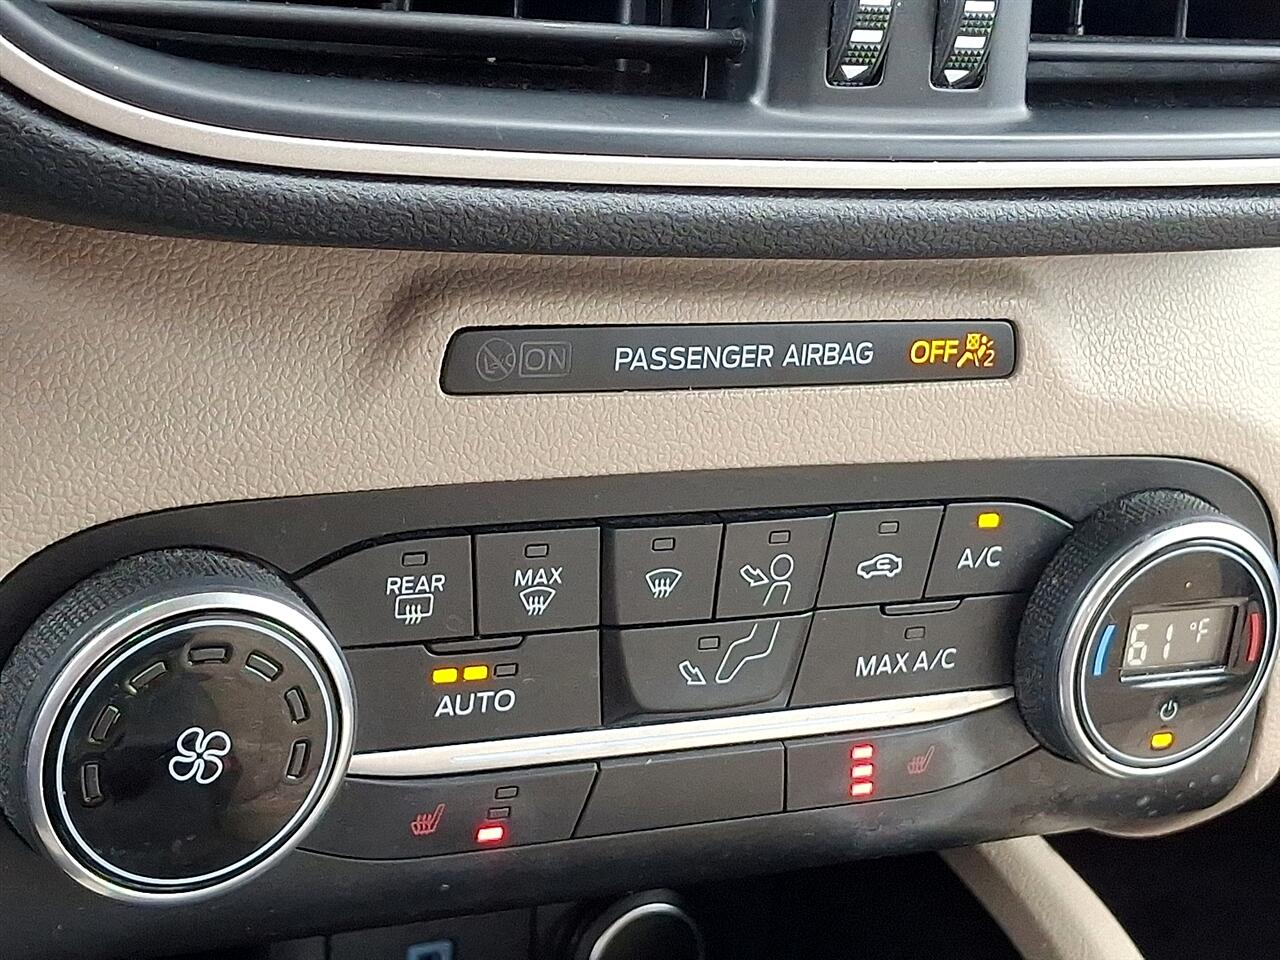 ON PASSENGER AIRBAG OFF 2
REAR
MAX
A/C
AUTO
MAX A/C
61 °F